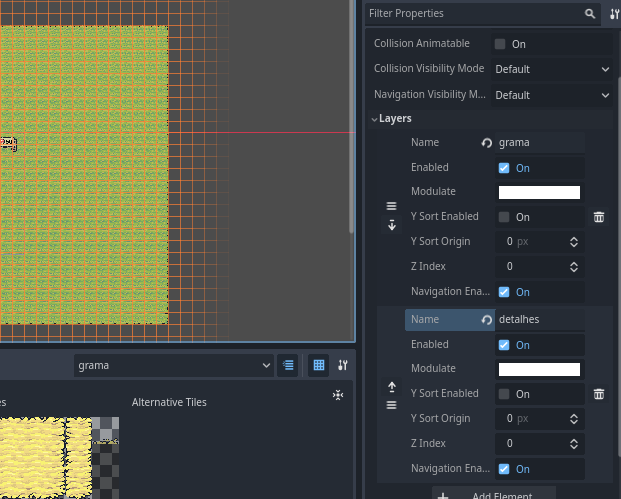 Filter Properties
Collision Animatable On
Collision Visibility Mode Default
Navigation Visibility M... Default
Layers
Name grama
Enabled On
Modulate
Y Sort Enabled On
Y Sort Origin 0 px
Z Index 0
Navigation Ena... On
Name detalhes
Enabled On
Modulate
Y Sort Enabled On
Y Sort Origin 0 px
Z Index 0
Navigation Ena... On
Add Element
grama
es
Alternative Tiles